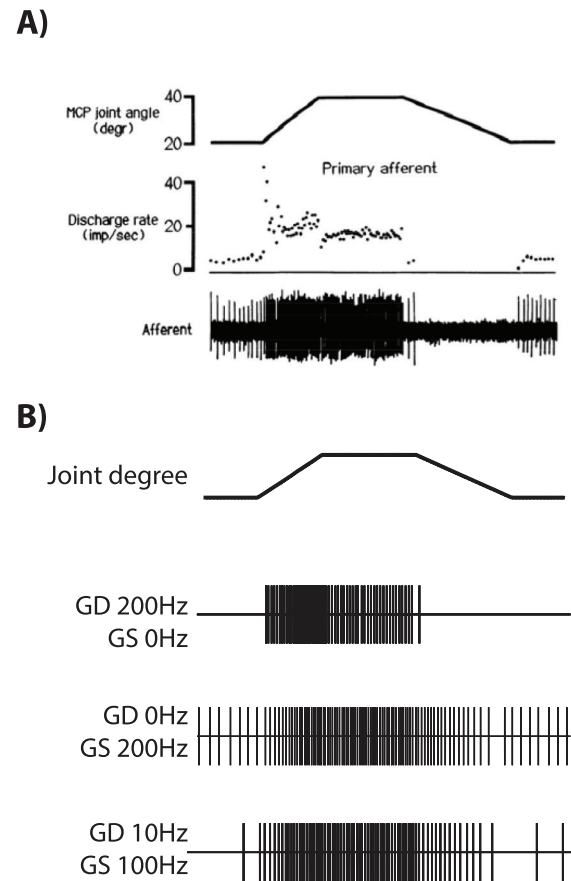 A)
MCP joint angle
(degr)
40
20
Primary afferent
Discharge rate
(imp/sec)
40
20
0
Afferent
B)
Joint degree
GD 200Hz
GS 0Hz
GD 0Hz
GS 200Hz
GD 10Hz
GS 100Hz